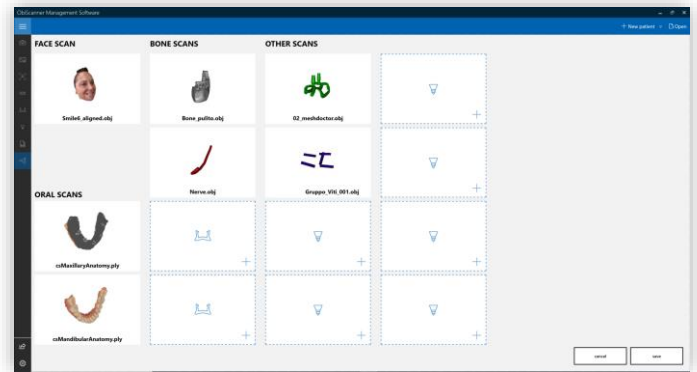 ObiScanner Management Software
+ New patient
Open
FACE SCAN
BONE SCANS
OTHER SCANS
Smile6_aligned.obj
Bone_pulito.obj
02_meshdoctor.obj
Nerve.obj
Gruppo_Viti_001.obj
ORAL SCANS
csMaxillaryAnatomy.ply
csMandibularAnatomy.ply
cancel
save